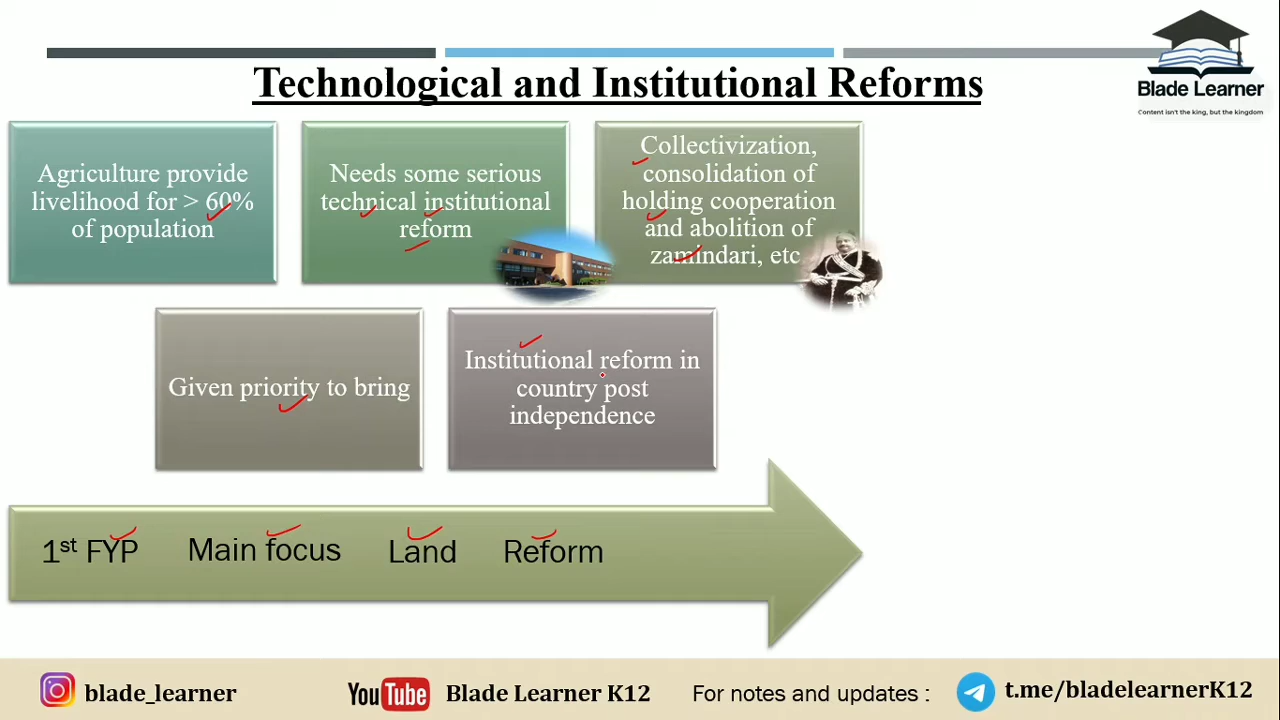 Technological and Institutional Reforms
Blade Learner
Content isn't the king, but the kingdom
Agriculture provide
livelihood for > 60%
of population
Needs some serious
technical institutional
reform
Collectivization,
consolidation of
holding cooperation
and abolition of
zamindari, etc
Given priority to bring
Institutional reform in
country post
independence
1st FYP Main focus Land Reform
blade_learner
YouTube Blade Learner K12
For notes and updates :
t.me/bladelearnerK12